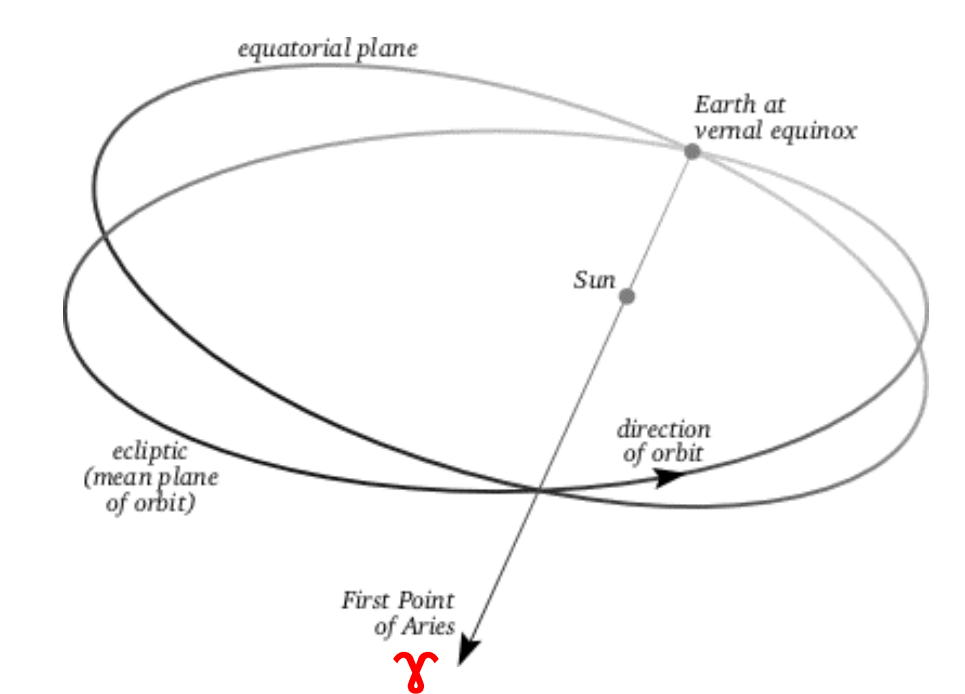 equatorial plane
Earth at
vernal equinox
Sun
direction
of orbit
ecliptic
(mean plane
of orbit)
First Point
of Aries
♈